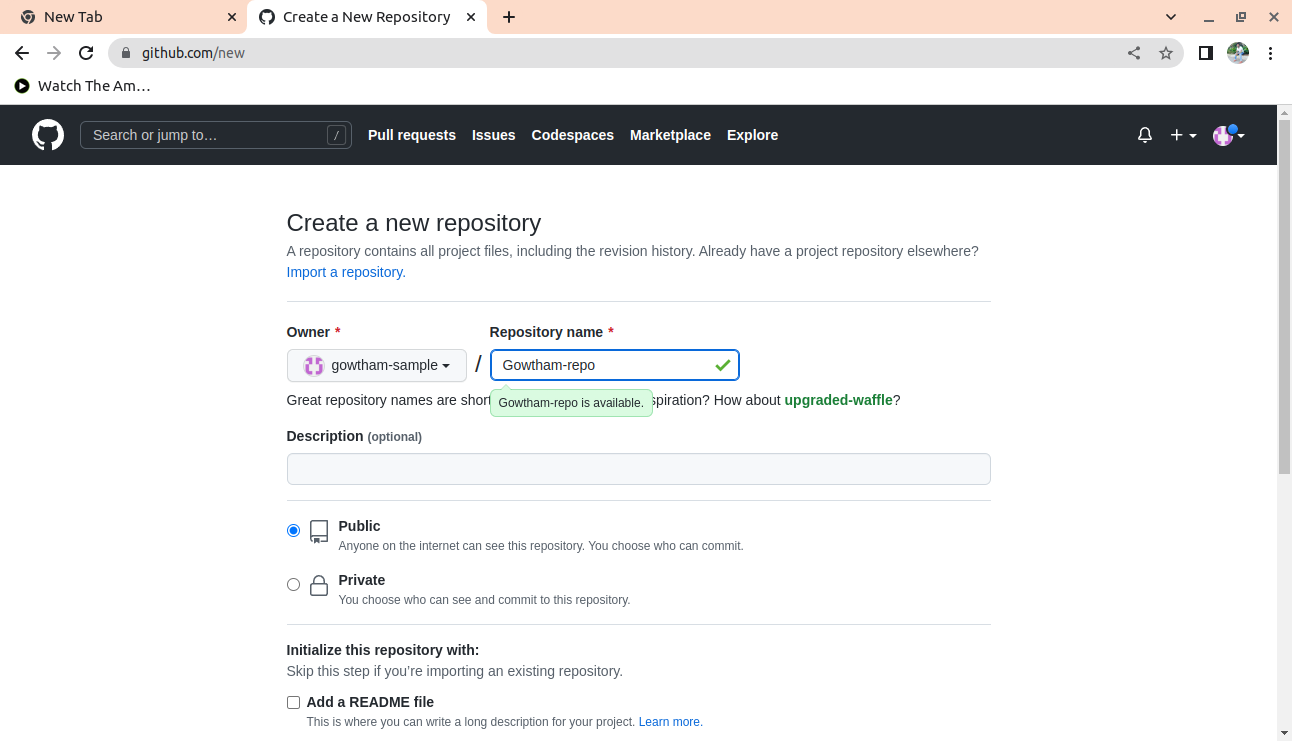 New Tab
Create a New Repository
github.com/new
Watch The Am…
Search or jump to…
/
Pull requests
Issues
Codespaces
Marketplace
Explore
Create a new repository
A repository contains all project files, including the revision history. Already have a project repository elsewhere?
Import a repository.
Owner *
Repository name *
gowtham-sample
/
Gowtham-repo
Great repository names are short
Gowtham-repo is available.
spiration? How about upgraded-waffle?
Description (optional)
Public
Anyone on the internet can see this repository. You choose who can commit.
Private
You choose who can see and commit to this repository.
Initialize this repository with:
Skip this step if you’re importing an existing repository.
Add a README file
This is where you can write a long description for your project. Learn more.